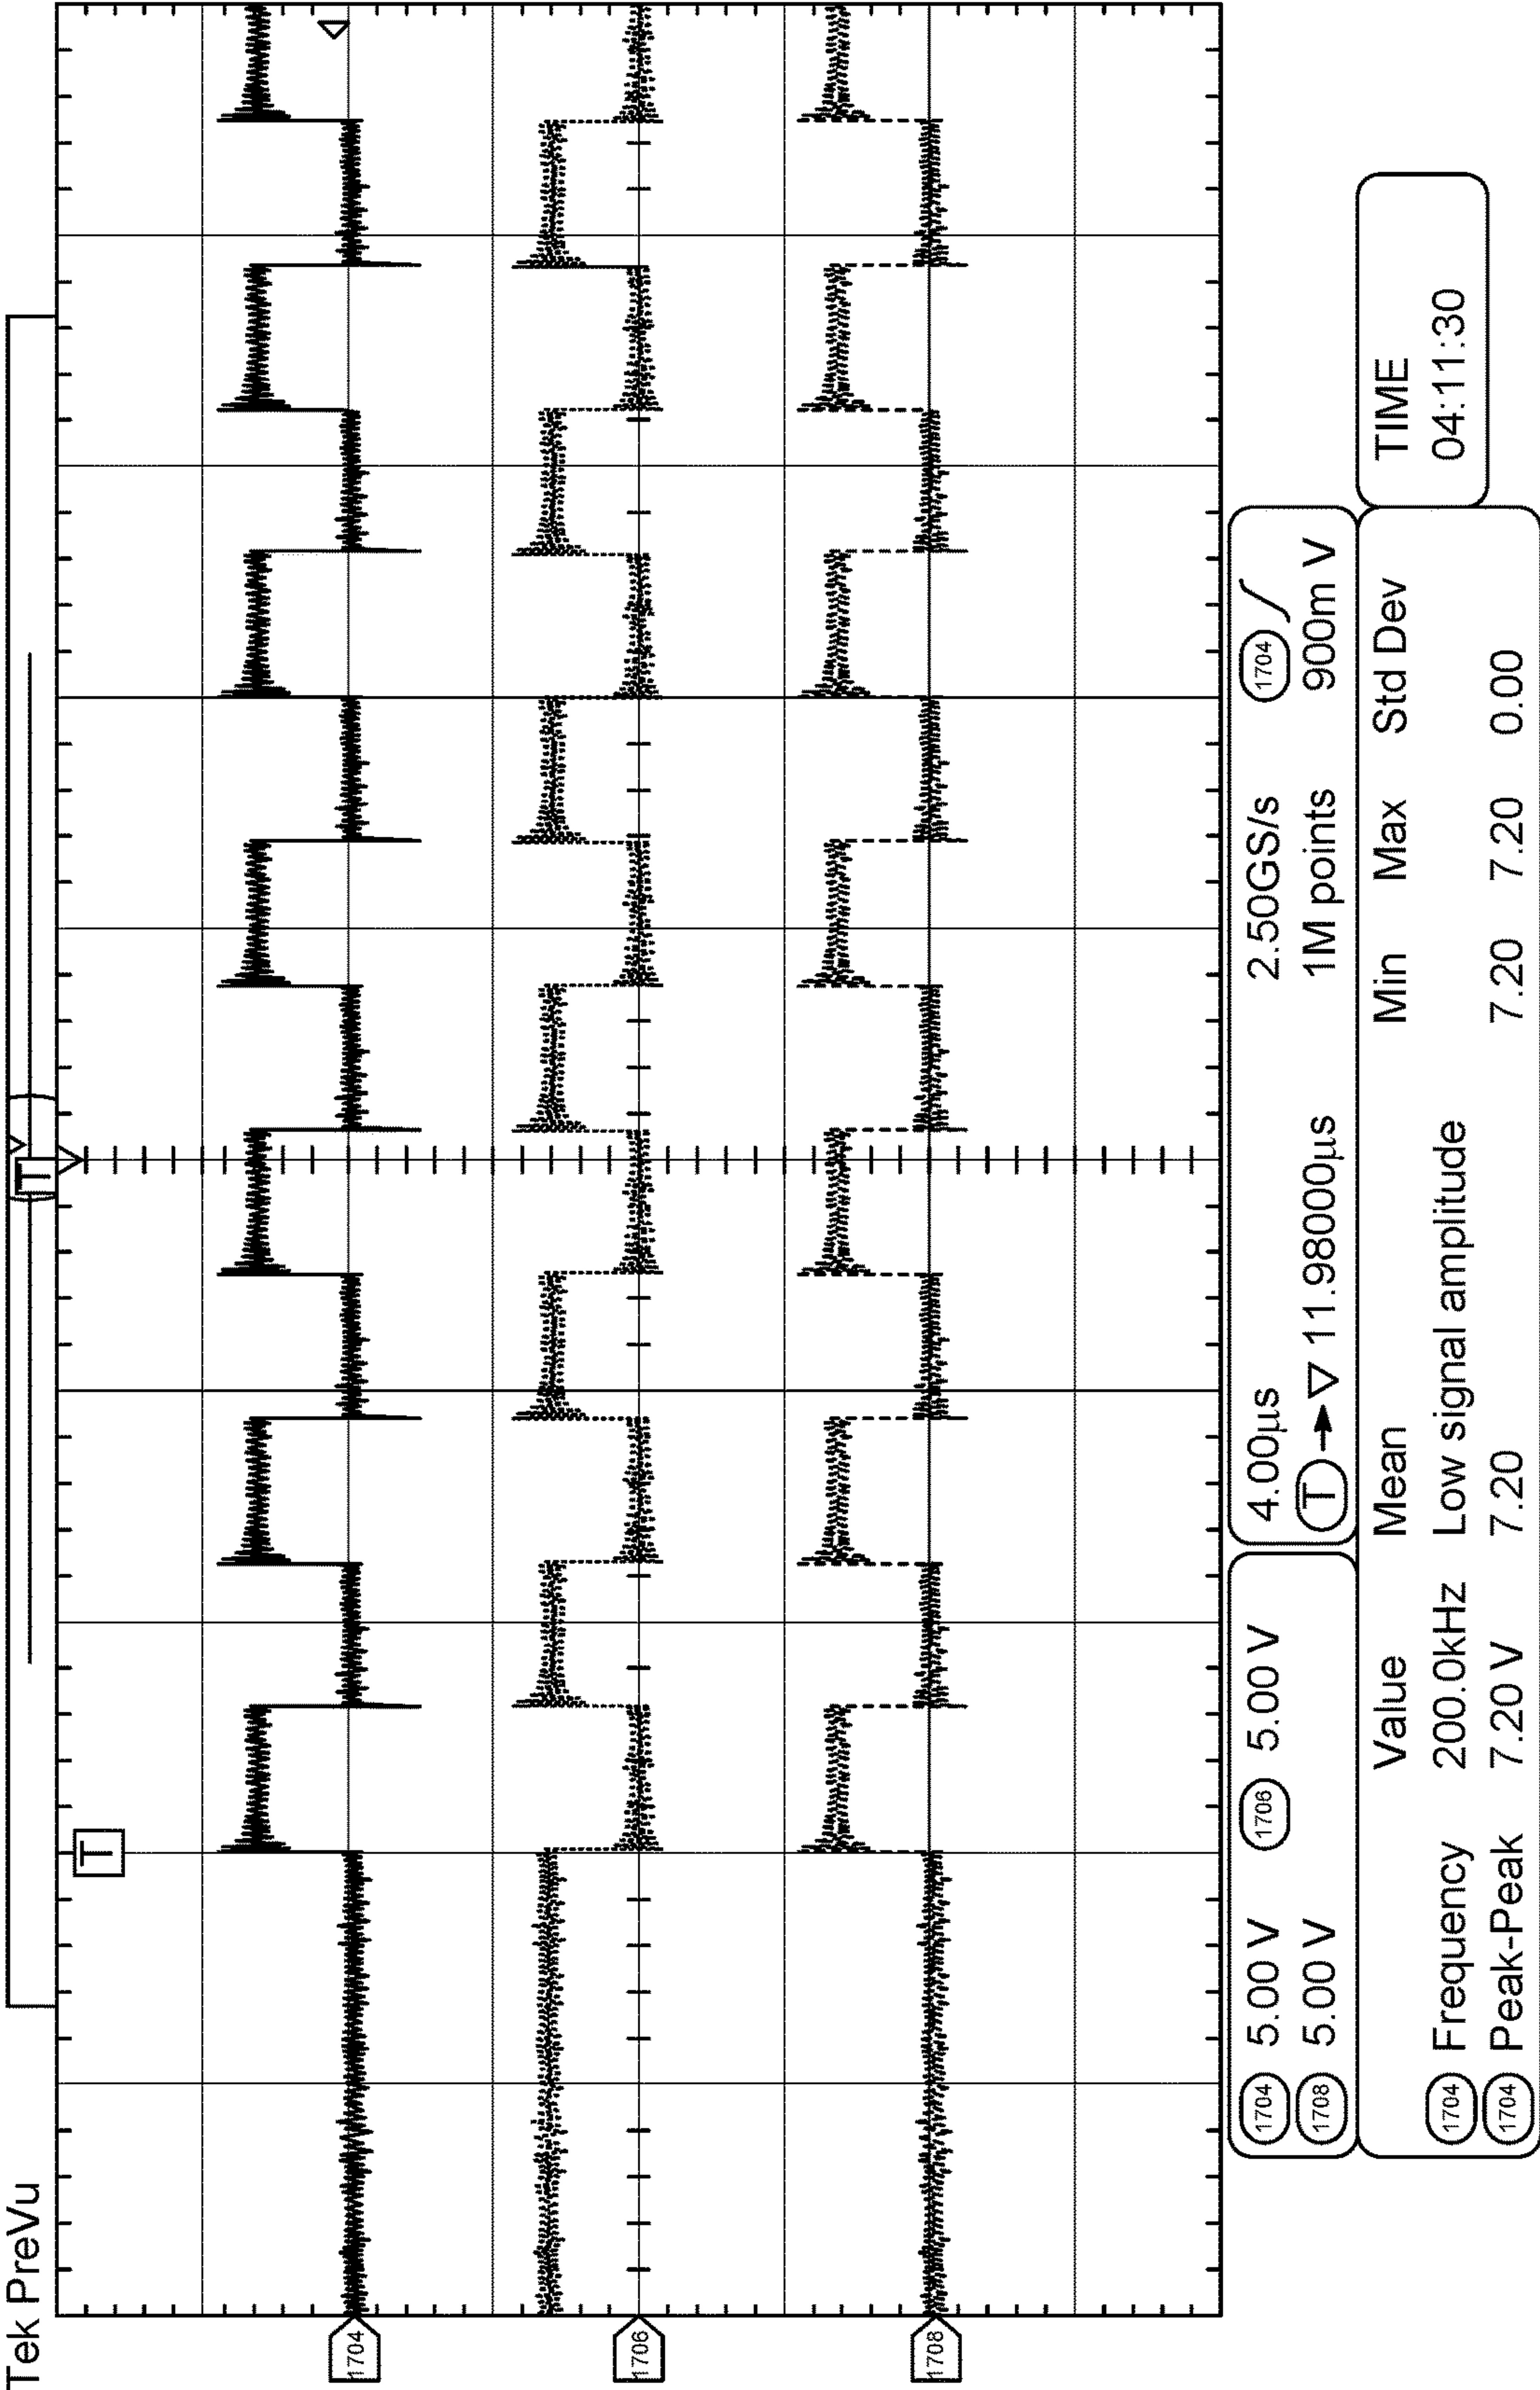 Tek PreVu
T
T
1704
1706
1708
1704 5.00 V 1706 5.00 V
1708 5.00 V
4.00µs 2.50GS/s 1704
T 11.98000µs 1M points 900m V
Value Mean Min Max Std Dev
1704 Frequency 200.0kHz Low signal amplitude
1704 Peak-Peak 7.20 V 7.20 7.20 7.20 0.00
TIME
04:11:30